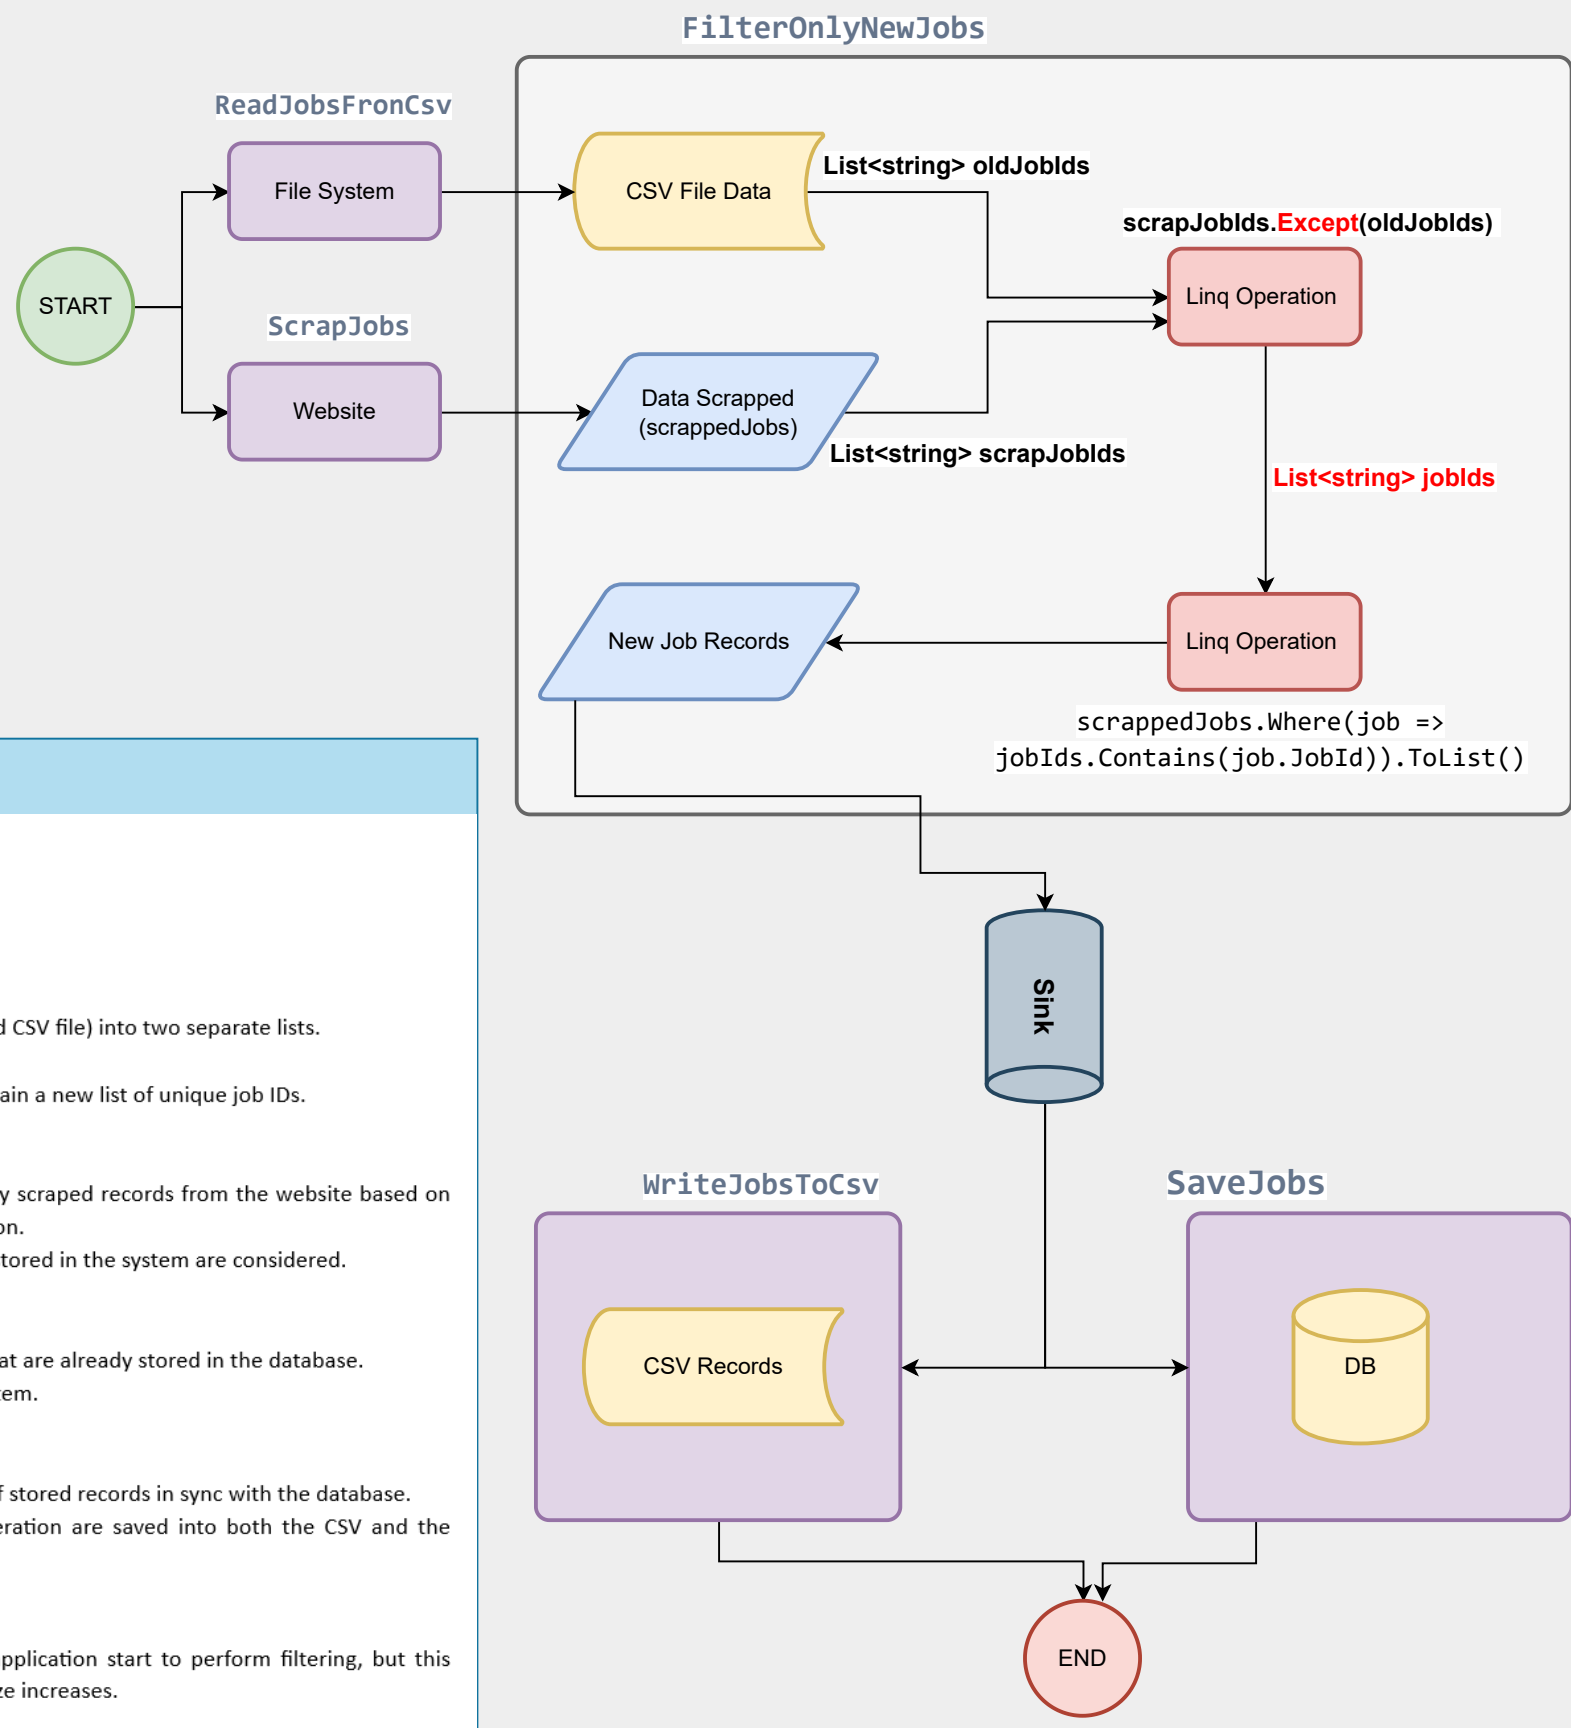 FilterOnlyNewJobs
ReadJobsFronCsv
File System
CSV File Data
List<string> oldJobIds
scrapJobIds.Except(oldJobIds)
START
Linq Operation
ScrapJobs
Website
Data Scrapped
(scrappedJobs)
List<string> scrapJobIds
List<string> jobIds
New Job Records
Linq Operation
scrappedJobs.Where(job =>
jobIds.Contains(job.JobId)).ToList()
Sink
CSV file) into two separate lists.
ain a new list of unique job IDs.
y scraped records from the website based on
on.
tored in the system are considered.
at are already stored in the database.
tem.
f stored records in sync with the database.
eration are saved into both the CSV and the
pplication start to perform filtering, but this
ze increases.
WriteJobsToCsv
SaveJobs
CSV Records
DB
END